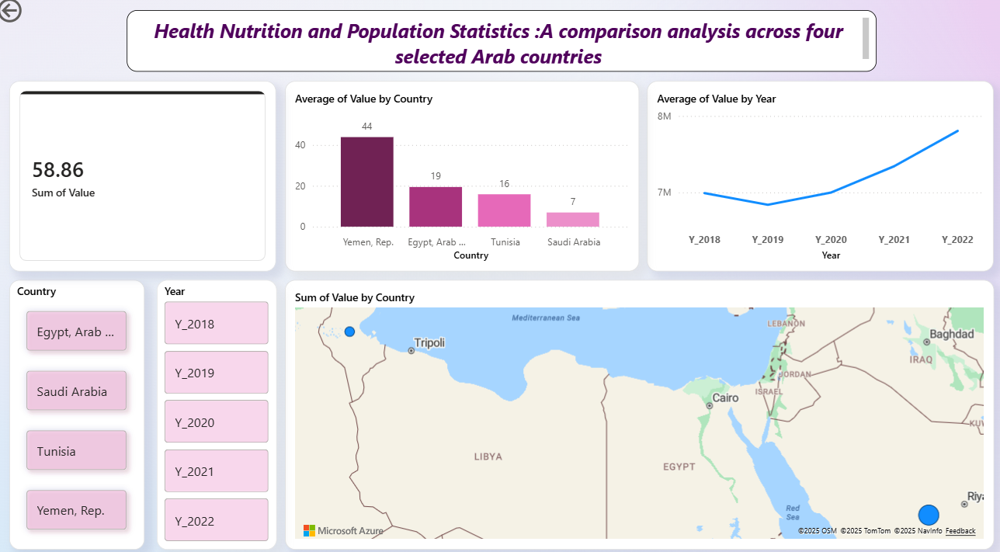 Health Nutrition and Population Statistics :A comparison analysis across four
selected Arab countries
58.86
Sum of Value
Average of Value by Country
44
40
19
20
16
7
0
Yemen, Rep.
Egypt, Arab ...
Tunisia
Saudi Arabia
Country
Average of Value by Year
8M
7M
Y_2018
Y_2019
Y_2020
Y_2021
Y_2022
Year
Country
Egypt, Arab ...
Saudi Arabia
Tunisia
Yemen, Rep.
Year
Y_2018
Y_2019
Y_2020
Y_2021
Y_2022
Sum of Value by Country
Mediterranean Sea
LEBANON
Tripoli
Baghdad
IRAQ
JORDAN
ISRAEL
Cairo
KUW
LIBYA
EGYPT
Riya
Red
Sea
Microsoft Azure
©2025 OSM ©2025 TomTom ©2025 NavInfo Feedback